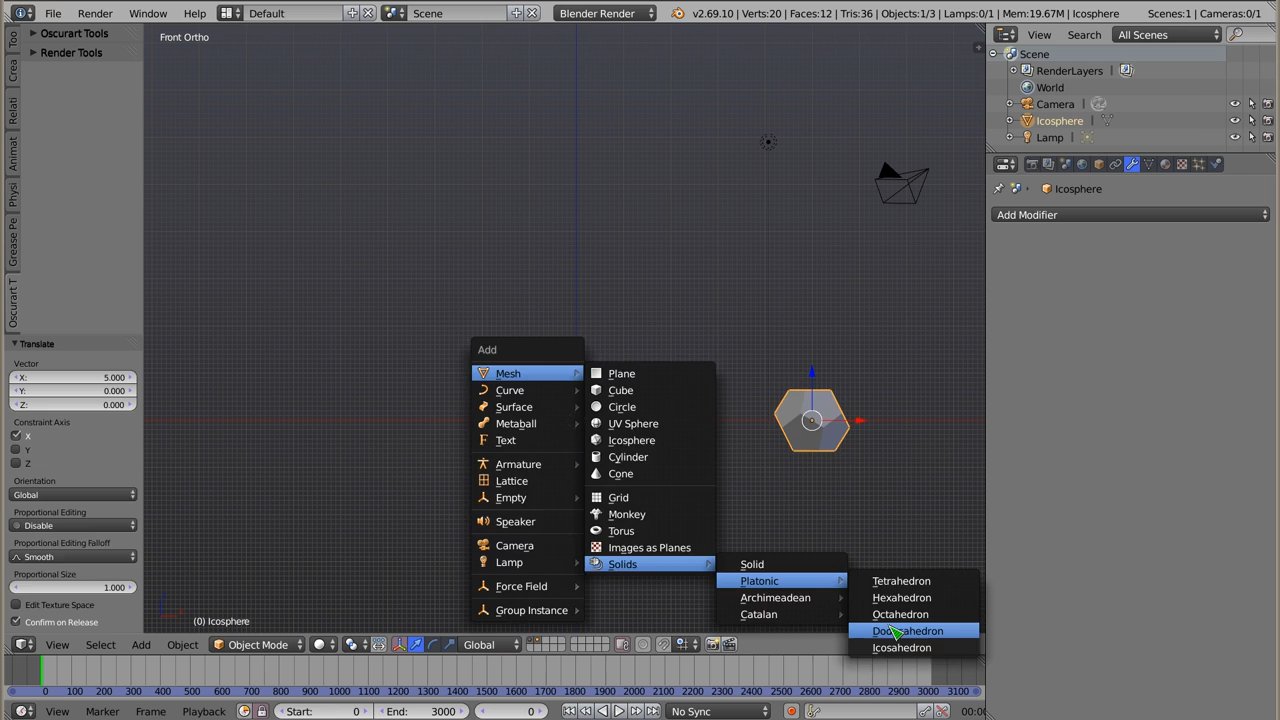 File Render Window Help Default Scene Blender Render v2.69.10 | Verts:20 | Faces:12 | Tris:36 | Objects:1/3 | Lamps:0/1 | Mem:19.67M | Icosphere Scenes:1 | Cameras:0/1
Oscurart Tools
Render Tools
Too
Crea
Relati
Animat
Physi
Grease Pe
Oscurart T
Front Ortho
View Search All Scenes
Scene
RenderLayers
World
Camera
Icosphere
Lamp
Icosphere
Add Modifier
Translate
Vector
X: 5.000
Y: 0.000
Z: 0.000
Constraint Axis
X
Y
Z
Orientation
Global
Proportional Editing
Disable
Proportional Editing Falloff
Smooth
Proportional Size
1.000
Edit Texture Space
Confirm on Release
Add
Mesh
Curve
Surface
Metaball
Text
Armature
Lattice
Empty
Speaker
Camera
Lamp
Force Field
Group Instance
Plane
Cube
Circle
UV Sphere
Icosphere
Cylinder
Cone
Grid
Monkey
Torus
Images as Planes
Solids
Solid
Platonic
Archimeadean
Catalan
Tetrahedron
Hexahedron
Octahedron
Dodecahedron
Icosahedron
(0) Icosphere
View Select Add Object Object Mode Global
0 100 200 300 400 500 600 700 800 900 1000 1100 1200 1300 1400 1500 1600 1700 1800 1900 2000 2100 2200 2300 2400 2500 2600 2700 2800 2900 3000 3100
View Marker Frame Playback Start: 0 End: 3000 0 No Sync